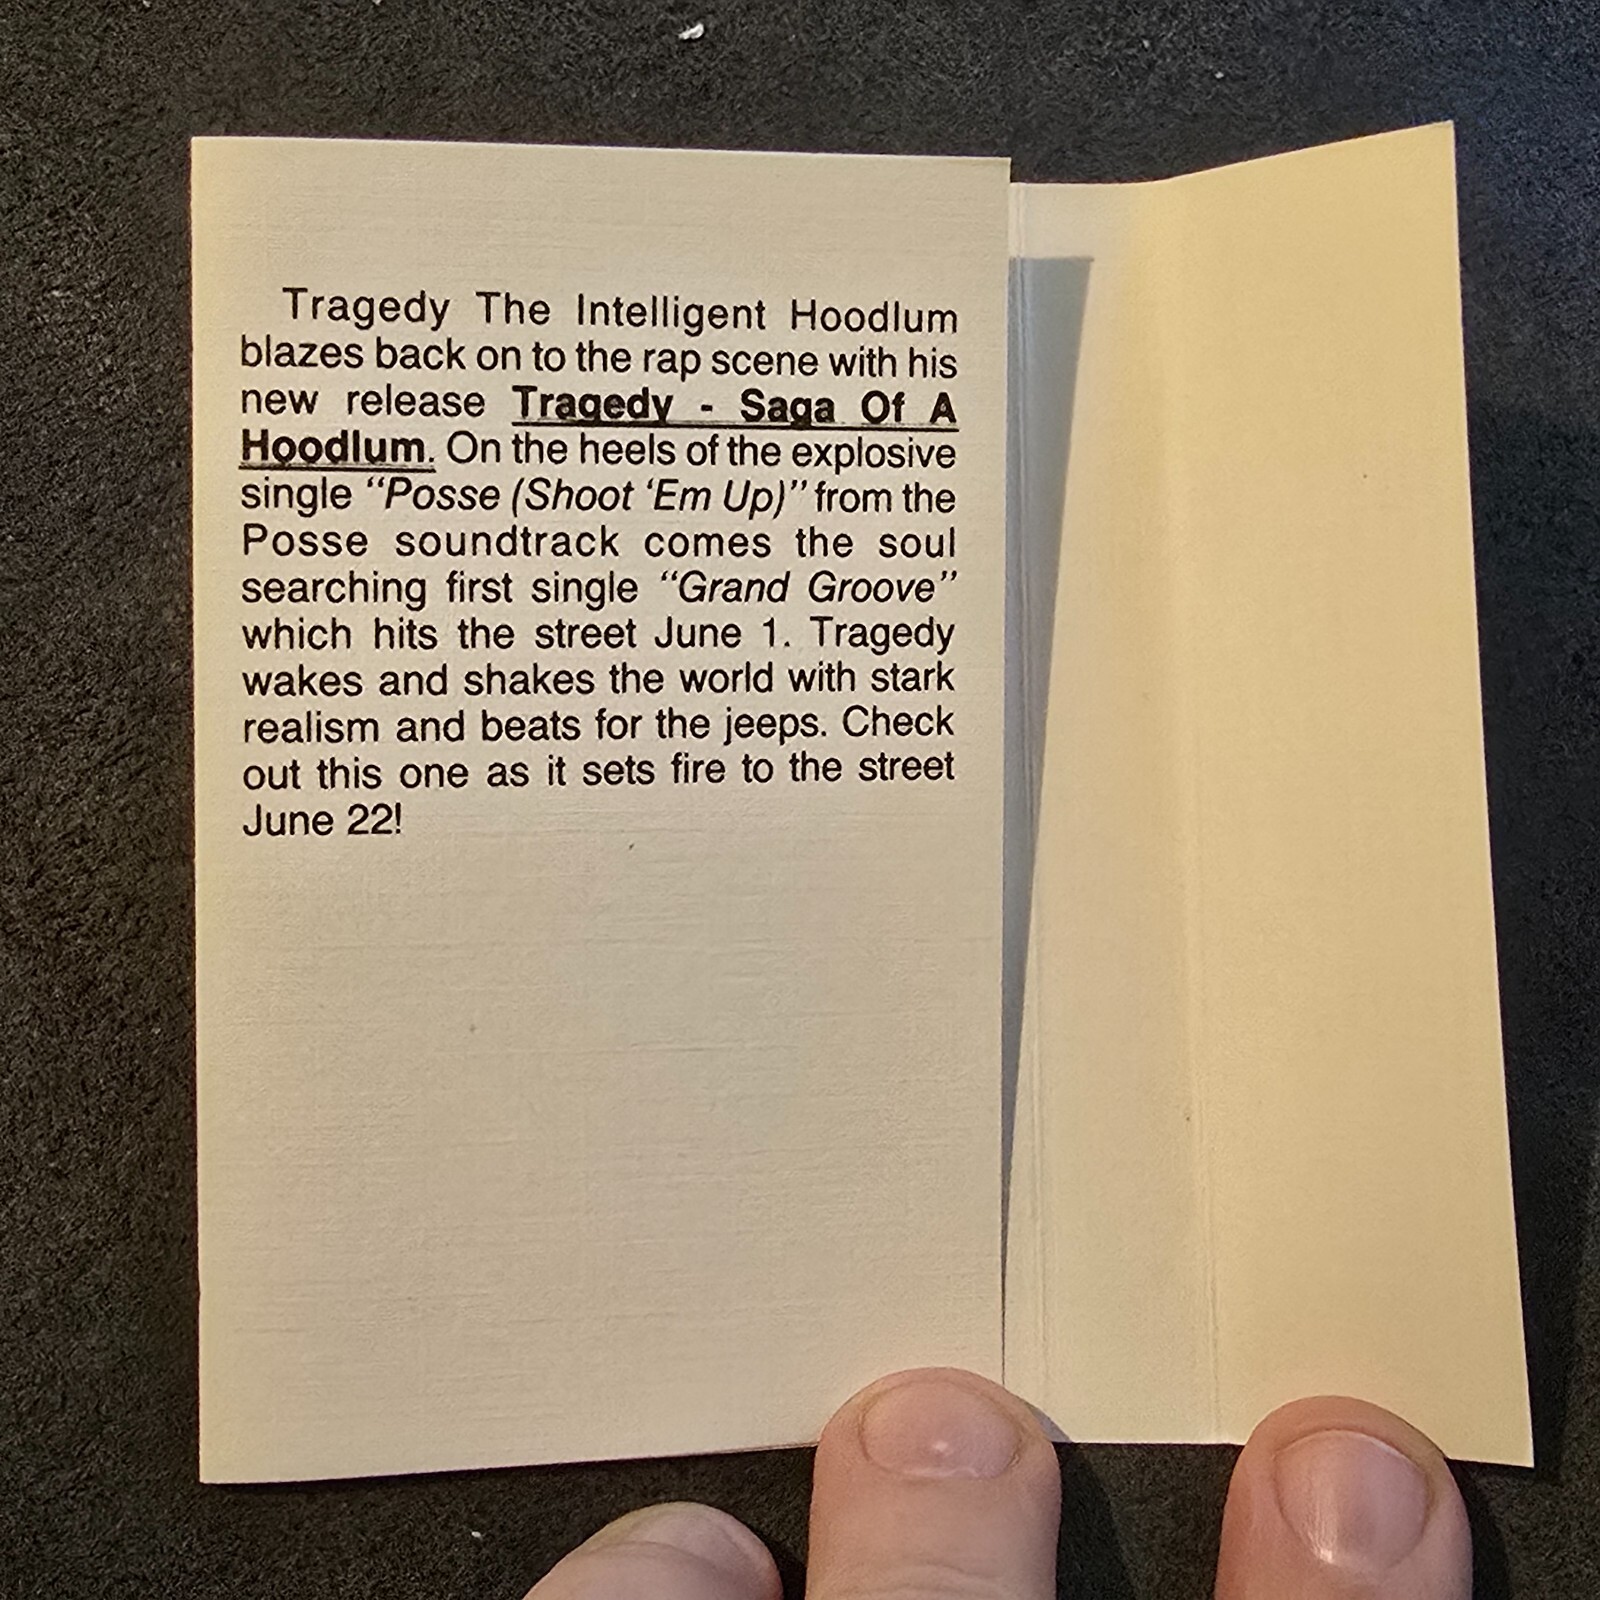 Tragedy The Intelligent Hoodlum
blazes back on to the rap scene with his
new release Tragedy - Saga Of A
Hoodlum. On the heels of the explosive
single “Posse (Shoot ‘Em Up)” from the
Posse soundtrack comes the soul
searching first single “Grand Groove”
which hits the street June 1. Tragedy
wakes and shakes the world with stark
realism and beats for the jeeps. Check
out this one as it sets fire to the street
June 22!